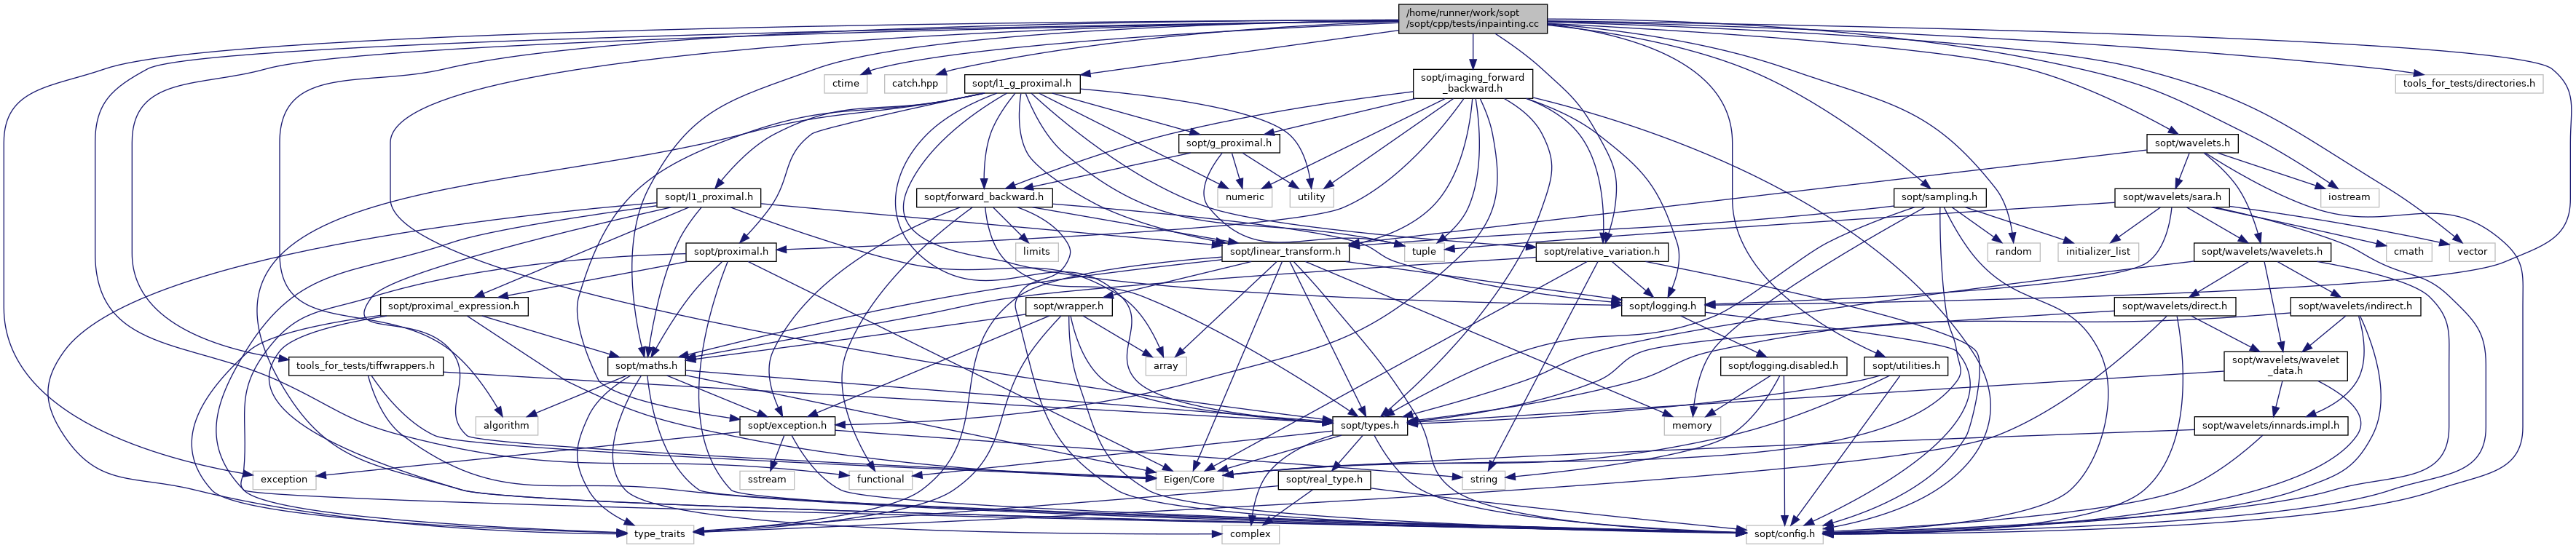 /home/runner/work/sopt
/sopt/cpp/tests/inpainting.cc
ctime
catch.hpp
sopt/l1_g_proximal.h
sopt/imaging_forward
_backward.h
tools_for_tests/directories.h
sopt/g_proximal.h
sopt/wavelets.h
sopt/l1_proximal.h
sopt/forward_backward.h
numeric
utility
sopt/sampling.h
sopt/wavelets/sara.h
iostream
sopt/proximal.h
limits
sopt/linear_transform.h
tuple
sopt/relative_variation.h
random
initializer_list
sopt/wavelets/wavelets.h
cmath
vector
sopt/proximal_expression.h
sopt/wrapper.h
sopt/logging.h
sopt/wavelets/direct.h
sopt/wavelets/indirect.h
tools_for_tests/tiffwrappers.h
sopt/maths.h
array
sopt/logging.disabled.h
sopt/utilities.h
sopt/wavelets/wavelet
_data.h
algorithm
sopt/exception.h
sopt/types.h
memory
sopt/wavelets/innards.impl.h
exception
sstream
functional
Eigen/Core
sopt/real_type.h
string
type_traits
complex
sopt/config.h